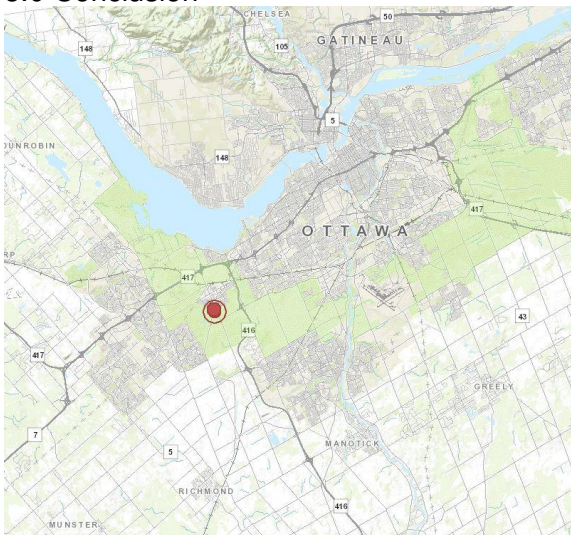 CHELSEA
50
148
105
GATINEAU
5
DUNROBIN
148
417
OTTAWA
RP
417
43
416
417
GREELY
7
5
MANOTICK
RICHMOND
416
MUNSTER